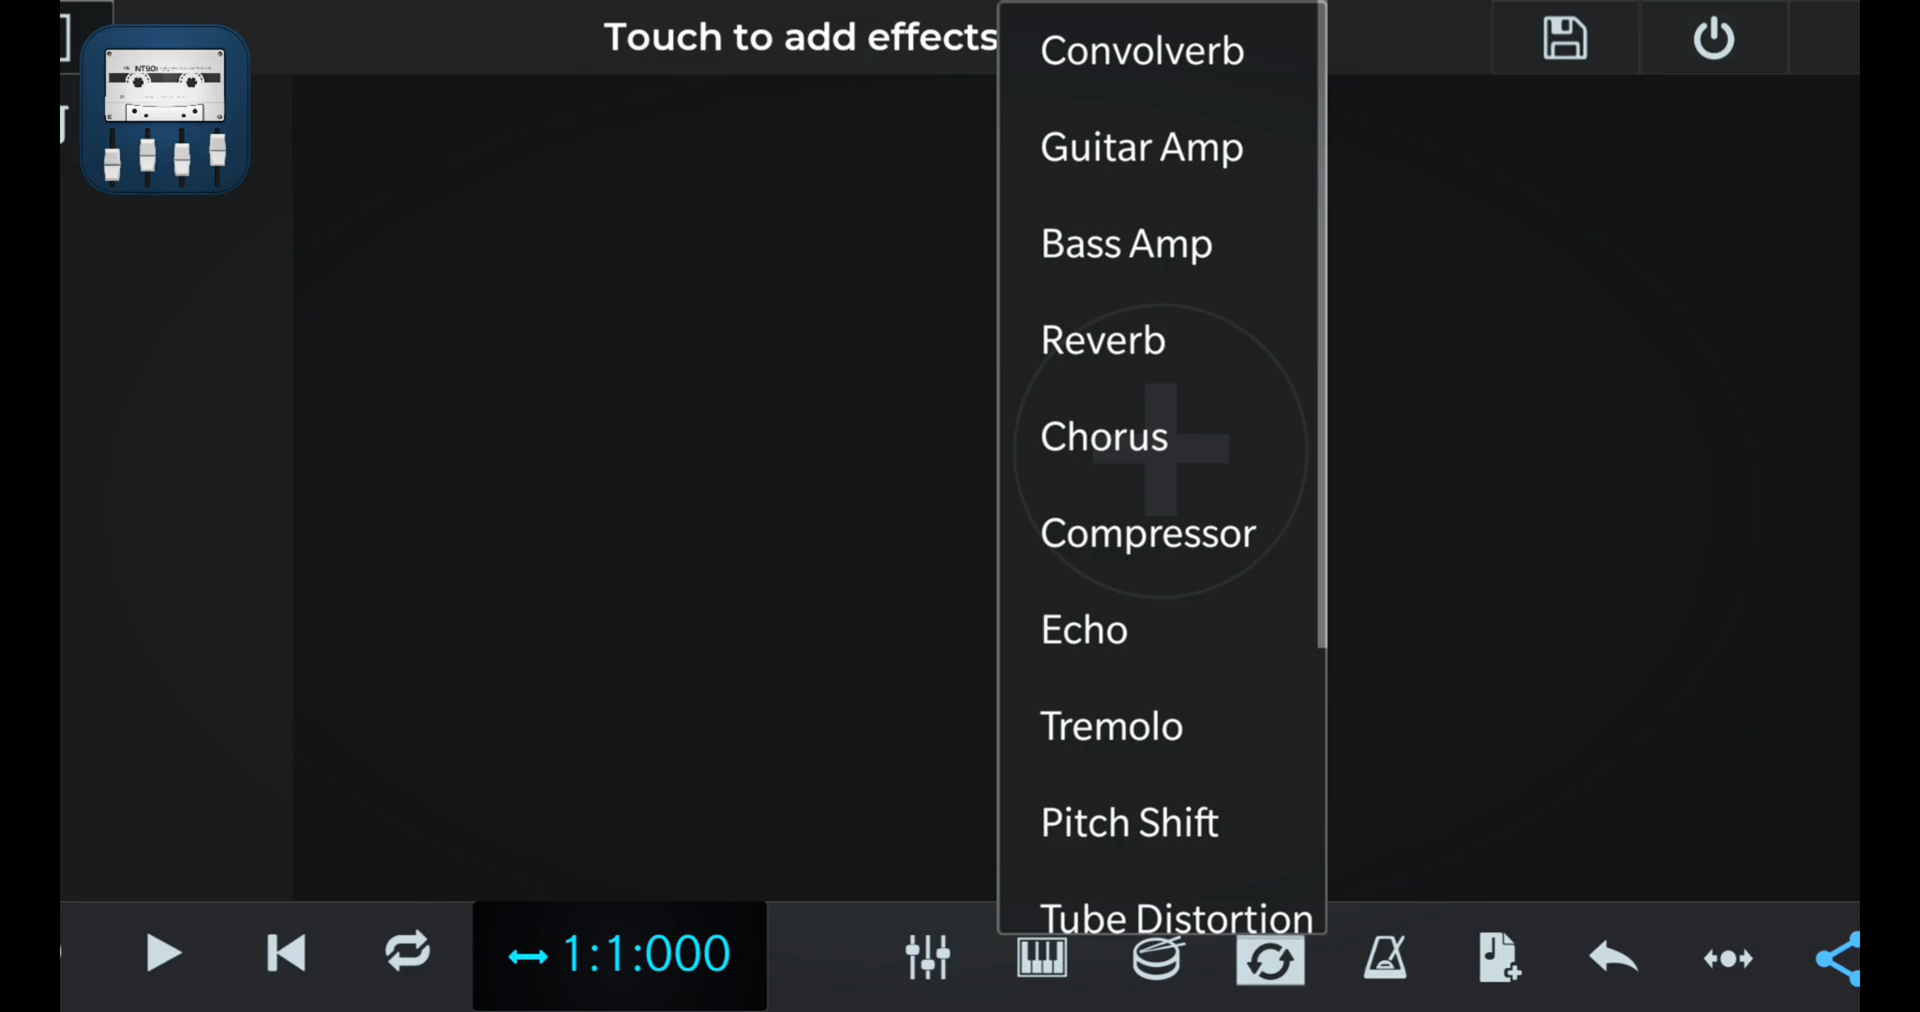 Touch to add effects
Convolverb
Guitar Amp
Bass Amp
Reverb
Chorus
Compressor
Echo
Tremolo
Pitch Shift
Tube Distortion
1:1:000